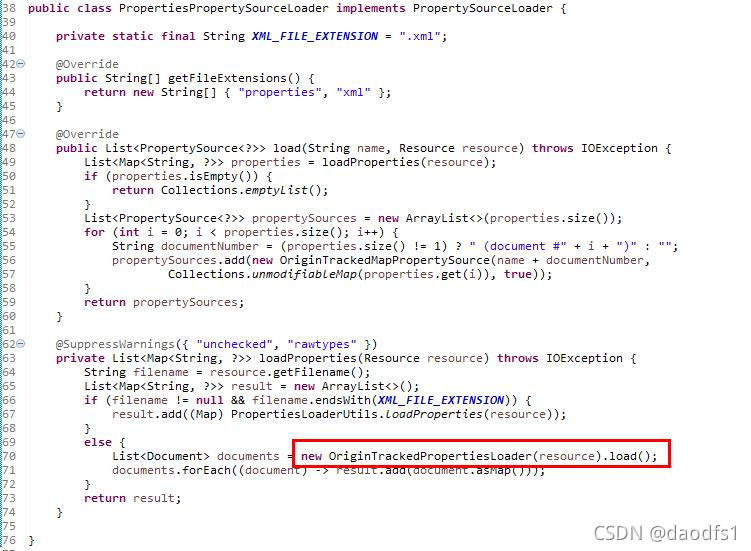 38 public class PropertiesPropertySourceLoader implements PropertySourceLoader {
39
40     private static final String XML_FILE_EXTENSION = ".xml";
41
42     @Override
43     public String[] getFileExtensions() {
44         return new String[] { "properties", "xml" };
45     }
46
47     @Override
48     public List<PropertySource<?>> load(String name, Resource resource) throws IOException {
49         List<Map<String, ?>> properties = loadProperties(resource);
50         if (properties.isEmpty()) {
51             return Collections.emptyList();
52         }
53         List<PropertySource<?>> propertySources = new ArrayList<>(properties.size());
54         for (int i = 0; i < properties.size(); i++) {
55             String documentNumber = (properties.size() != 1) ? " (document #" + i + ")" : "";
56             propertySources.add(new OriginTrackedMapPropertySource(name + documentNumber,
57                     Collections.unmodifiableMap(properties.get(i)), true));
58         }
59         return propertySources;
60     }
61
62     @SuppressWarnings({ "unchecked", "rawtypes" })
63     private List<Map<String, ?>> loadProperties(Resource resource) throws IOException {
64         String filename = resource.getFilename();
65         List<Map<String, ?>> result = new ArrayList<>();
66         if (filename != null && filename.endsWith(XML_FILE_EXTENSION)) {
67             result.add((Map) PropertiesLoaderUtils.loadProperties(resource));
68         }
69         else {
70             List<Document> documents = new OriginTrackedPropertiesLoader(resource).load();
71             documents.forEach((document) -> result.add(document.asMap()));
72         }
73         return result;
74     }
75
76 }
CSDN @daodfs1